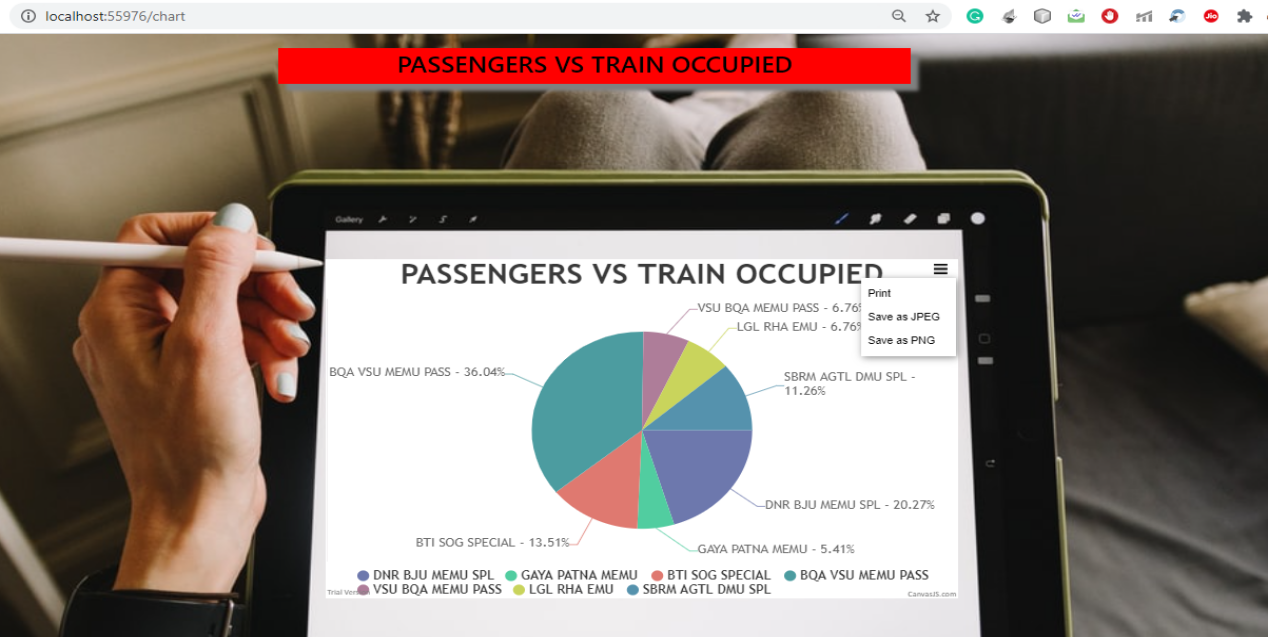 localhost:55976/chart
Jio
PASSENGERS VS TRAIN OCCUPIED
Gallery
PASSENGERS VS TRAIN OCCUPIED
Print
Save as JPEG
Save as PNG
VSU BQA MEMU PASS - 6.76%
LGL RHA EMU - 6.76%
BQA VSU MEMU PASS - 36.04%
SBRM AGTL DMU SPL -
11.26%
DNR BJU MEMU SPL - 20.27%
BTI SOG SPECIAL - 13.51%
GAYA PATNA MEMU - 5.41%
DNR BJU MEMU SPL GAYA PATNA MEMU BTI SOG SPECIAL BQA VSU MEMU PASS
VSU BQA MEMU PASS LGL RHA EMU SBRM AGTL DMU SPL
Trial Version
CanvasJS.com